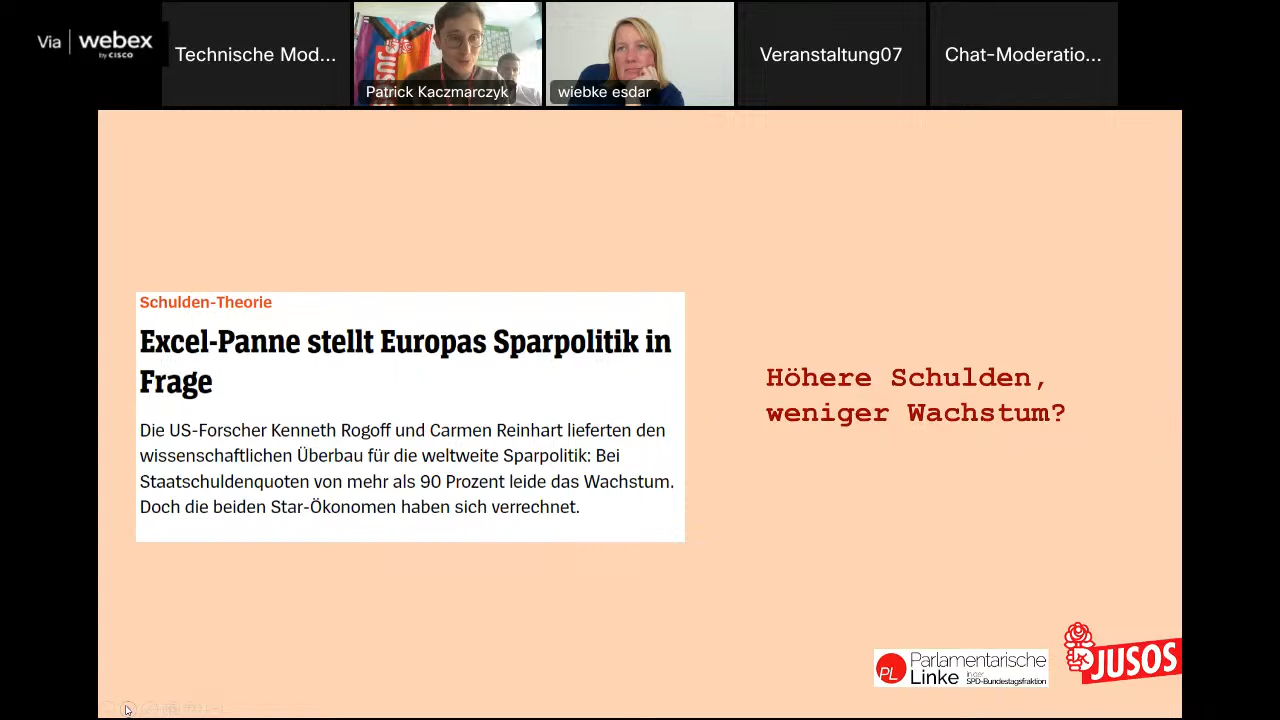 Via webex
by CISCO
Technische Mod...
Patrick Kaczmarczyk
wiebke esdar
Veranstaltung07
Chat-Moderatio...
Schulden-Theorie
Excel-Panne stellt Europas Sparpolitik in
Frage
Die US-Forscher Kenneth Rogoff und Carmen Reinhart lieferten den
wissenschaftlichen Überbau für die weltweite Sparpolitik: Bei
Staatschuldenquoten von mehr als 90 Prozent leide das Wachstum.
Doch die beiden Star-Ökonomen haben sich verrechnet.
Höhere Schulden,
weniger Wachstum?
PL Parlamentarische
Linke in der
SPD-Bundestagsfraktion
JUSOS